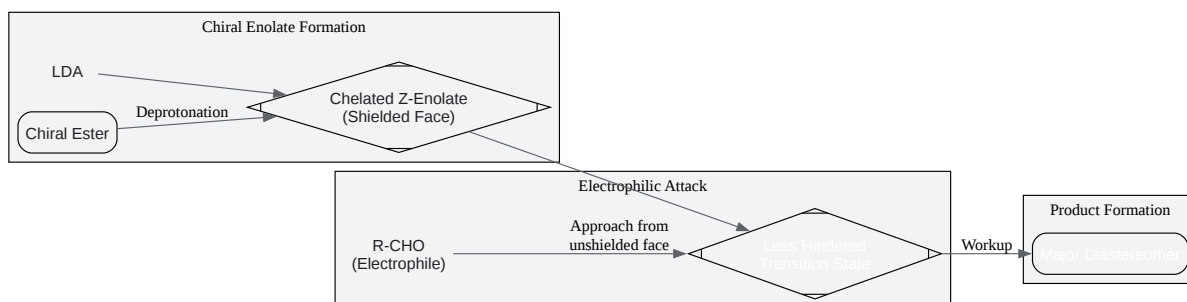 Chiral Enolate Formation
LDA
Chiral Ester
Deprotonation
Chelated Z-Enolate
(Shielded Face)
Electrophilic Attack
R-CHO
(Electrophile)
Approach from
unshielded face
Less Hindered
Transition State
Workup
Product Formation
Major Diastereomer